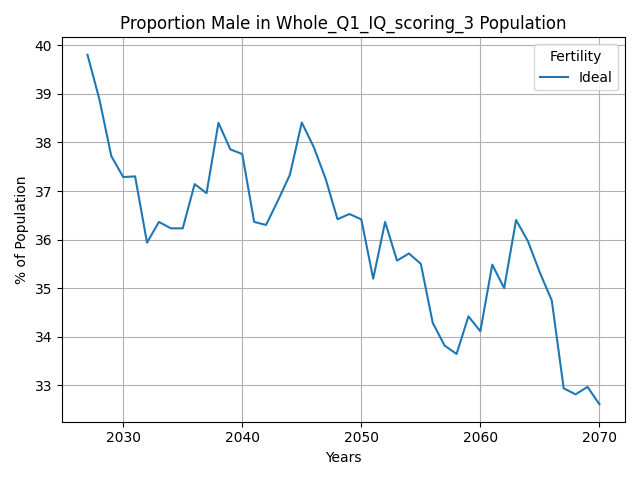 Proportion Male in Whole_Q1_IQ_scoring_3 Population
Fertility
Ideal
% of Population
40
39
38
37
36
35
34
33
2030 2040 2050 2060 2070
Years